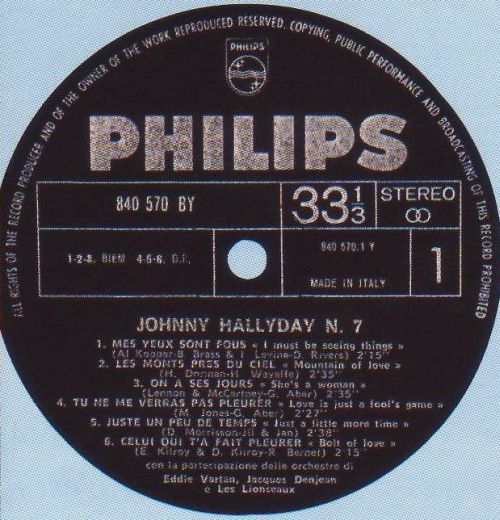 ALL RIGHTS OF THE RECORD PRODUCER AND OF THE OWNER OF THE WORK REPRODUCED RESERVED. COPYING, PUBLIC PERFORMANCE AND BROADCASTING OF THIS RECORD PROHIBITED
PHILIPS
PHILIPS
840 570 BY
33 1/3
STEREO
1-2-3. BIEM 4-5-6. D.R.
840 570.1 Y
MADE IN ITALY
1
JOHNNY HALLYDAY N. 7
1. MES YEUX SONT FOUS « I must be seeing things »
(Al Kooper-B Brass & I Levine-D. Rivers) 2'15"
2. LES MONTS PRES DU CIEL « Mountain of love »
(H. Dorman-H 2'35"
3. ON A SES JOURS « She's a woman »
(Lennon & McCartney-G. Aber) 2'35"
4. TU NE ME VERRAS PAS PLEURER « Love is just a fool's game »
(M. Jones-G. Aber) 2'27"
5. JUSTE UN PEU DE TEMPS « Just a little more time »
(D. Morrisson-Jil & Jan) 2'38"
6. CELUI QUI T'A FAIT PLEURER « Bolt of love »
(E. Kilroy & D. Kilroy-R Bernet) 2'15
con la partecipazione delle orchestre di
Eddie Vartan, Jacques Denjean
e Les Lionceaux